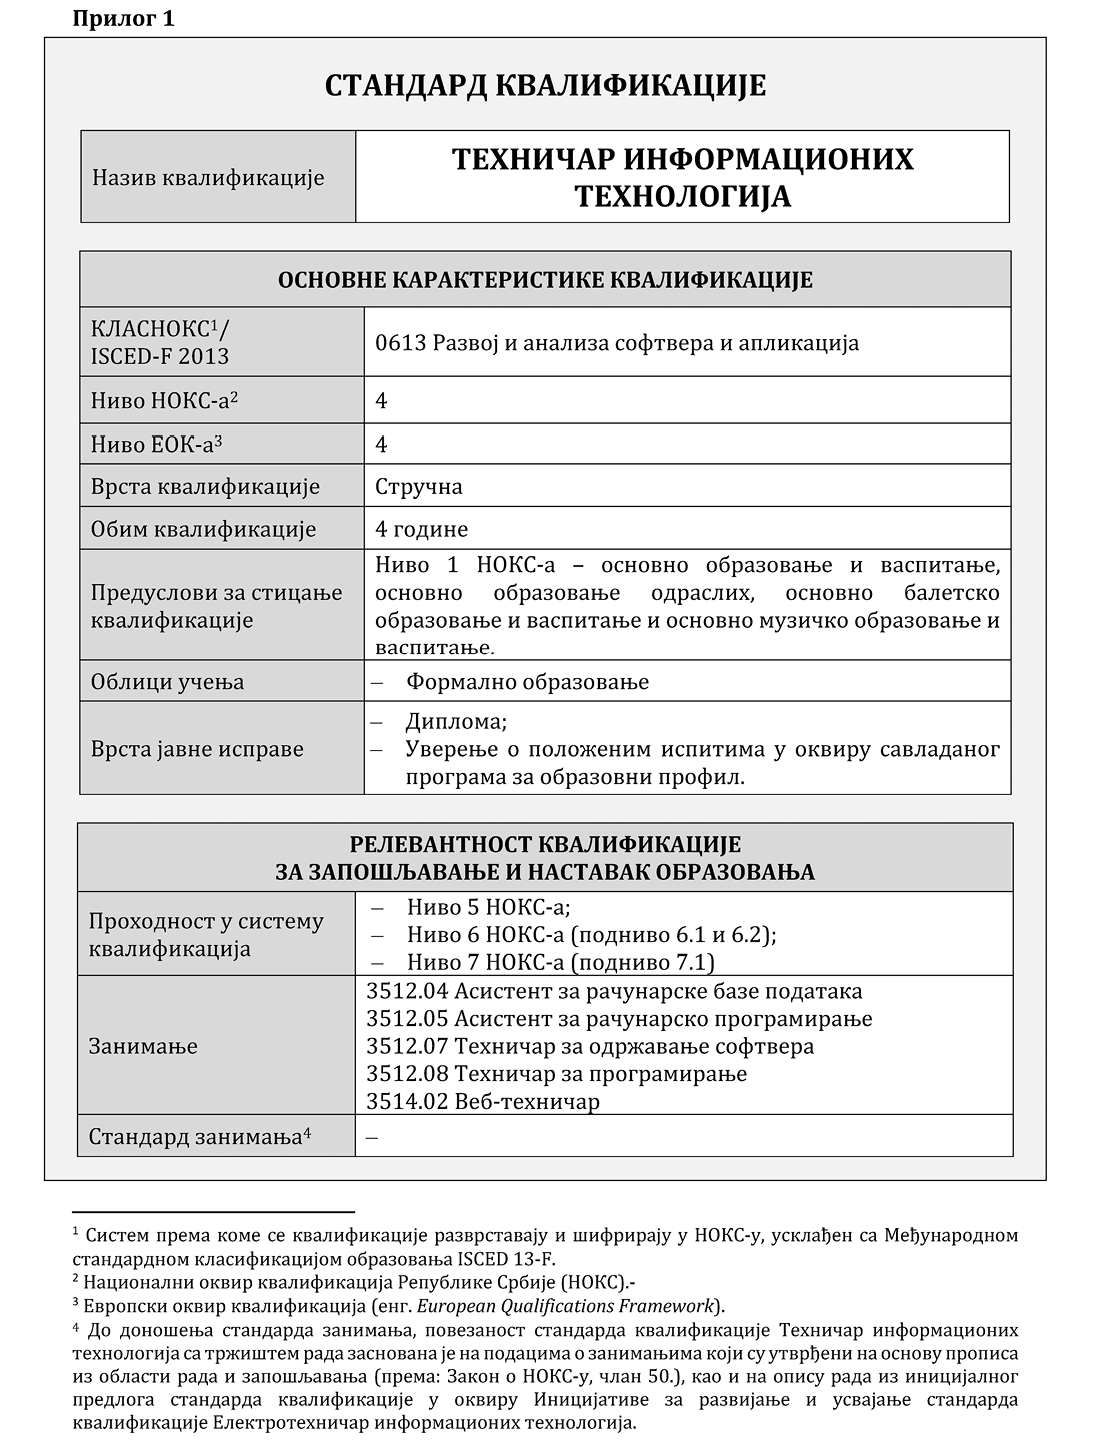 Прилог 1
СТАНДАРД КВАЛИФИКАЦИЈЕ
Назив квалификације
ТЕХНИЧАР ИНФОРМАЦИОНИХ
ТЕХНОЛОГИЈА
ОСНОВНЕ КАРАКТЕРИСТИКЕ КВАЛИФИКАЦИЈЕ
КЛАСНОКС¹/
ISCED-F 2013
0613 Развој и анализа софтвера и апликација
Ниво НОКС-а²
4
Ниво ЕОК-а³
4
Врста квалификације
Стручна
Обим квалификације
4 године
Предуслови за стицање
квалификације
Ниво 1 НОКС-а – основно образовање и васпитање,
основно образовање одраслих, основно балетско
образовање и васпитање и основно музичко образовање и
васпитање.
Облици учења
– Формално образовање
Врста јавне исправе
– Диплома;
– Уверење о положеним испитима у оквиру савладаног
програма за образовни профил.
РЕЛЕВАНТНОСТ КВАЛИФИКАЦИЈЕ
ЗА ЗАПОШЉАВАЊЕ И НАСТАВАК ОБРАЗОВАЊА
Проходност у систему
квалификација
– Ниво 5 НОКС-а;
– Ниво 6 НОКС-а (подниво 6.1 и 6.2);
– Ниво 7 НОКС-а (подниво 7.1)
Занимање
3512.04 Асистент за рачунарске базе података
3512.05 Асистент за рачунарско програмирање
3512.07 Техничар за одржавање софтвера
3512.08 Техничар за програмирање
3514.02 Веб-техничар
Стандард занимања⁴
–
¹ Систем према коме се квалификације разврставају и шифрирају у НОКС-у, усклађен са Међународном
стандардном класификацијом образовања ISCED 13-F.
² Национални оквир квалификација Републике Србије (НОКС).-
³ Европски оквир квалификација (енг. European Qualifications Framework).
⁴ До доношења стандарда занимања, повезаност стандарда квалификације Техничар информационих
технологија са тржиштем рада заснована је на подацима о занимањима који су утврђени на основу прописа
из области рада и запошљавања (према: Закон о НОКС-у, члан 50.), као и на опису рада из иницијалног
предлога стандарда квалификације у оквиру Иницијативе за развијање и усвајање стандарда
квалификације Електротехничар информационих технологија.